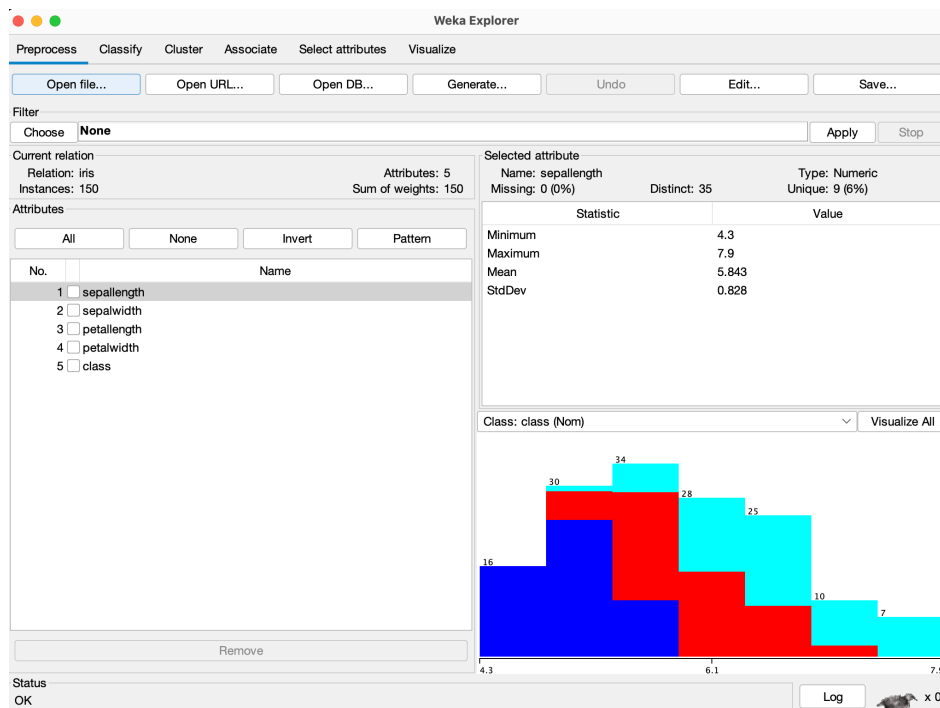 Weka Explorer
Preprocess Classify Cluster Associate Select attributes Visualize
Open file... Open URL... Open DB... Generate... Undo Edit... Save...
Filter
Choose None Apply Stop
Current relation
Relation: iris Attributes: 5
Instances: 150 Sum of weights: 150
Attributes
All None Invert Pattern
No. Name
1 sepallength
2 sepalwidth
3 petallength
4 petalwidth
5 class
Remove
Selected attribute
Name: sepallength Type: Numeric
Missing: 0 (0%) Distinct: 35 Unique: 9 (6%)
Statistic Value
Minimum 4.3
Maximum 7.9
Mean 5.843
StdDev 0.828
Class: class (Nom) Visualize All
16 30 34 28 25 10 7
4.3 6.1
Status
OK Log x 0